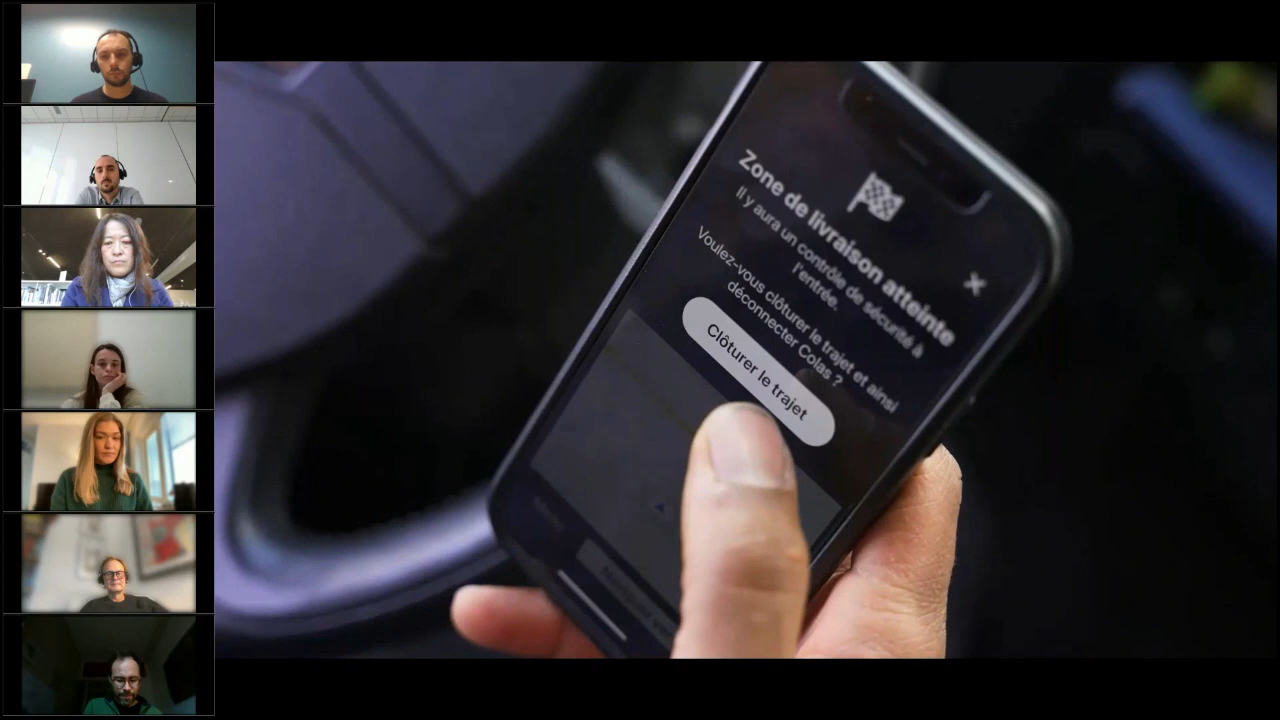 Zone de livraison atteinte
Il y aura un contrôle de sécurité à
l'entrée.
Voulez-vous clôturer le trajet et ainsi
déconnecter Colas ?
Clôturer le trajet